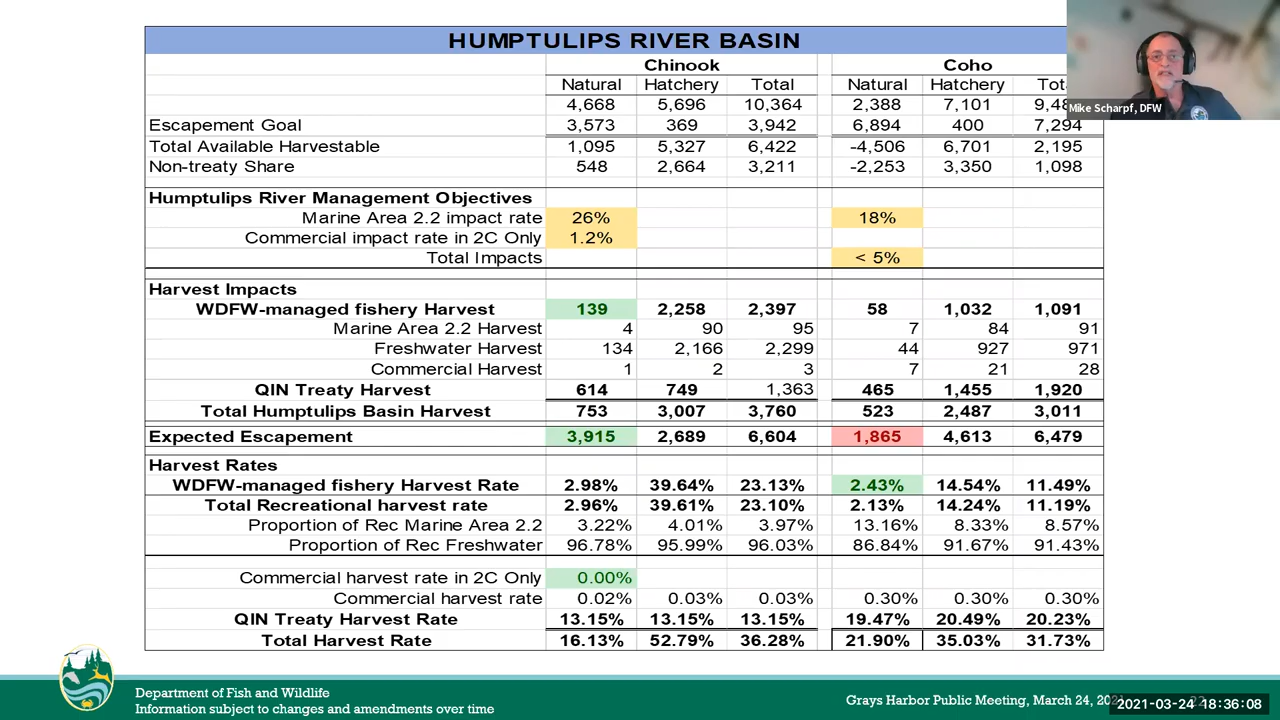 HUMPTULIPS RIVER BASIN
Chinook Coho
Natural Hatchery Total Natural Hatchery
4,668 5,696 10,364 2,388 7,101
Mike Scharpf, DFW
Escapement Goal 3,573 369 3,942 6,894 400 7,294
Total Available Harvestable 1,095 5,327 6,422 -4,506 6,701 2,195
Non-treaty Share 548 2,664 3,211 -2,253 3,350 1,098
Humptulips River Management Objectives
Marine Area 2.2 impact rate 26% 18%
Commercial impact rate in 2C Only 1.2%
Total Impacts < 5%
Harvest Impacts
WDFW-managed fishery Harvest 139 2,258 2,397 58 1,032 1,091
Marine Area 2.2 Harvest 4 90 95 7 84 91
Freshwater Harvest 134 2,166 2,299 44 927 971
Commercial Harvest 1 2 3 7 21 28
QIN Treaty Harvest 614 749 1,363 465 1,455 1,920
Total Humptulips Basin Harvest 753 3,007 3,760 523 2,487 3,011
Expected Escapement 3,915 2,689 6,604 1,865 4,613 6,479
Harvest Rates
WDFW-managed fishery Harvest Rate 2.98% 39.64% 23.13% 2.43% 14.54% 11.49%
Total Recreational harvest rate 2.96% 39.61% 23.10% 2.13% 14.24% 11.19%
Proportion of Rec Marine Area 2.2 3.22% 4.01% 3.97% 13.16% 8.33% 8.57%
Proportion of Rec Freshwater 96.78% 95.99% 96.03% 86.84% 91.67% 91.43%
Commercial harvest rate in 2C Only 0.00%
Commercial harvest rate 0.02% 0.03% 0.03% 0.30% 0.30% 0.30%
QIN Treaty Harvest Rate 13.15% 13.15% 13.15% 19.47% 20.49% 20.23%
Total Harvest Rate 16.13% 52.79% 36.28% 21.90% 35.03% 31.73%
Department of Fish and Wildlife
Information subject to changes and amendments over time
Grays Harbor Public Meeting, March 24,
2021-03-24 18:36:08